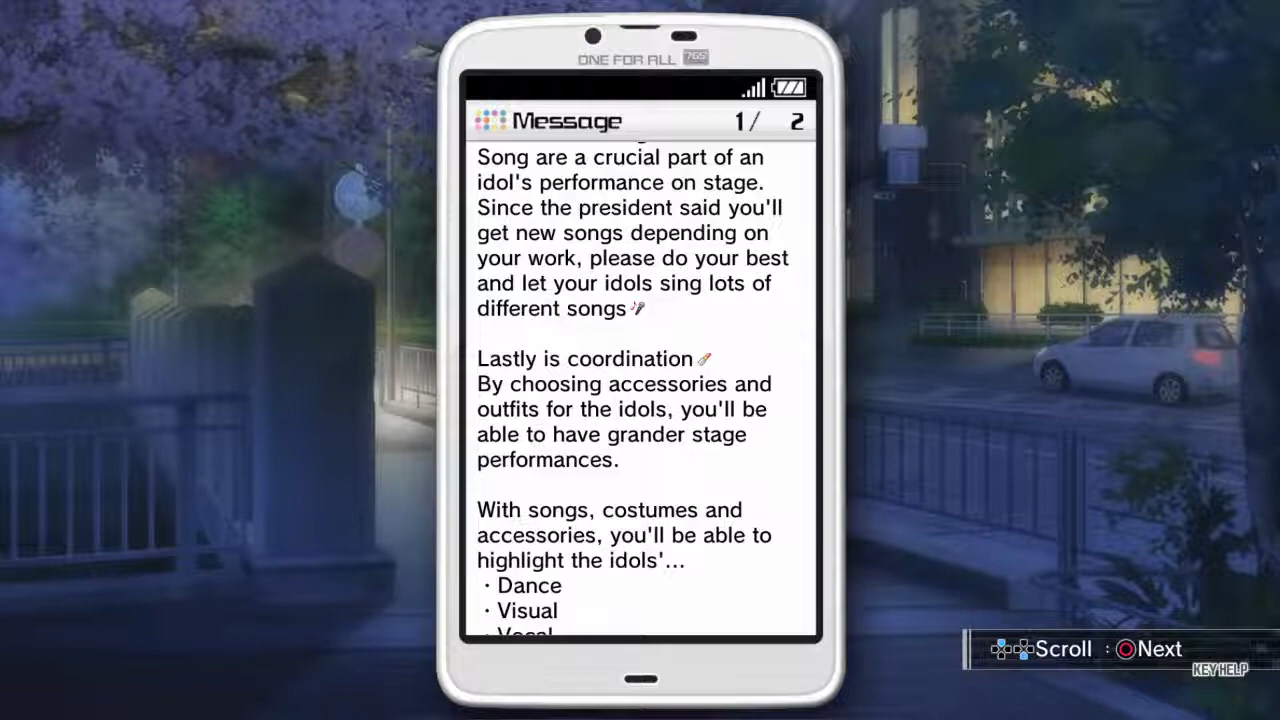 ONE FOR ALL 765
Message 1/ 2
Song are a crucial part of an
idol's performance on stage.
Since the president said you'll
get new songs depending on
your work, please do your best
and let your idols sing lots of
different songs
Lastly is coordination
By choosing accessories and
outfits for the idols, you'll be
able to have grander stage
performances.
With songs, costumes and
accessories, you'll be able to
highlight the idols'...
・Dance
・Visual
・Vocal
Scroll : Next
KEY HELP